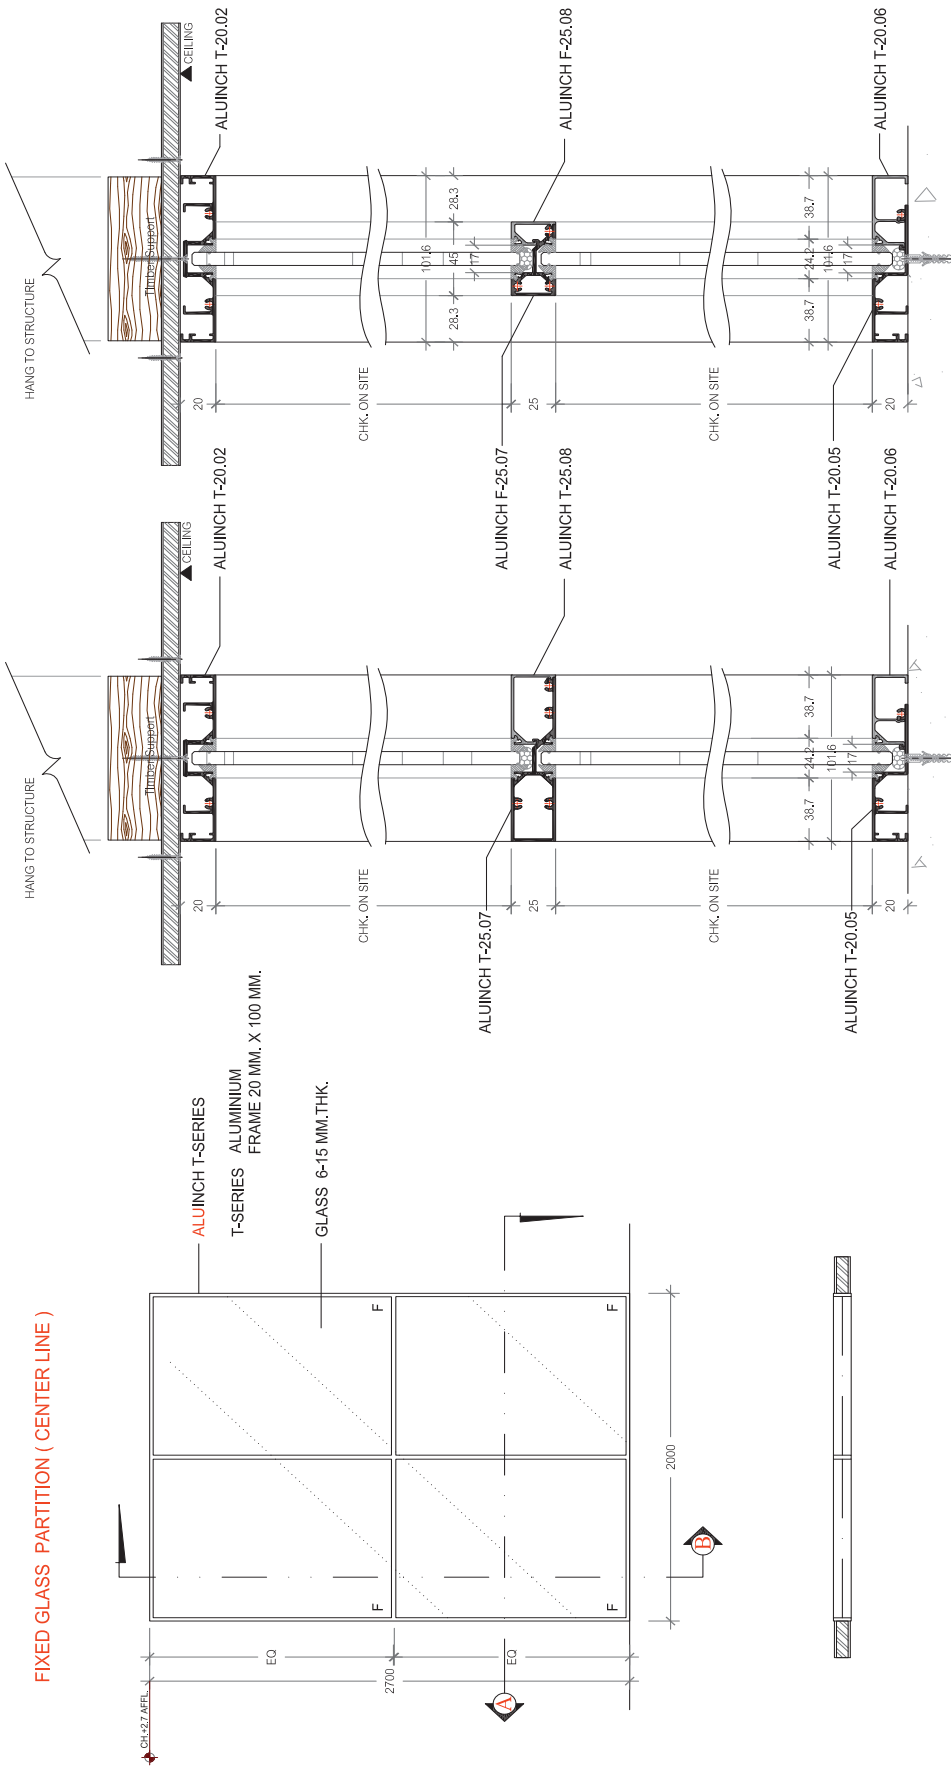 FIXED GLASS PARTITION ( CENTER LINE )
CH.+2.7 AFFL.
EQ
EQ
2700
2000
F
F
F
F
A
B
ALUINCH T-SERIES
T-SERIES ALUMINIUM
FRAME 20 MM. X 100 MM.
GLASS 6-15 MM.THK.
HANG TO STRUCTURE
Timber Support
CEILING
ALUINCH T-20.02
20
CHK. ON SITE
25
CHK. ON SITE
20
ALUINCH T-25.07
ALUINCH T-25.08
38.7
24.2
38.7
17
101.6
ALUINCH T-20.05
ALUINCH T-20.06
HANG TO STRUCTURE
Timber Support
CEILING
ALUINCH T-20.02
20
CHK. ON SITE
25
CHK. ON SITE
20
101.6
28.3
45
28.3
17
ALUINCH F-25.07
ALUINCH F-25.08
38.7
24.2
38.7
101.6
17
ALUINCH T-20.05
ALUINCH T-20.06